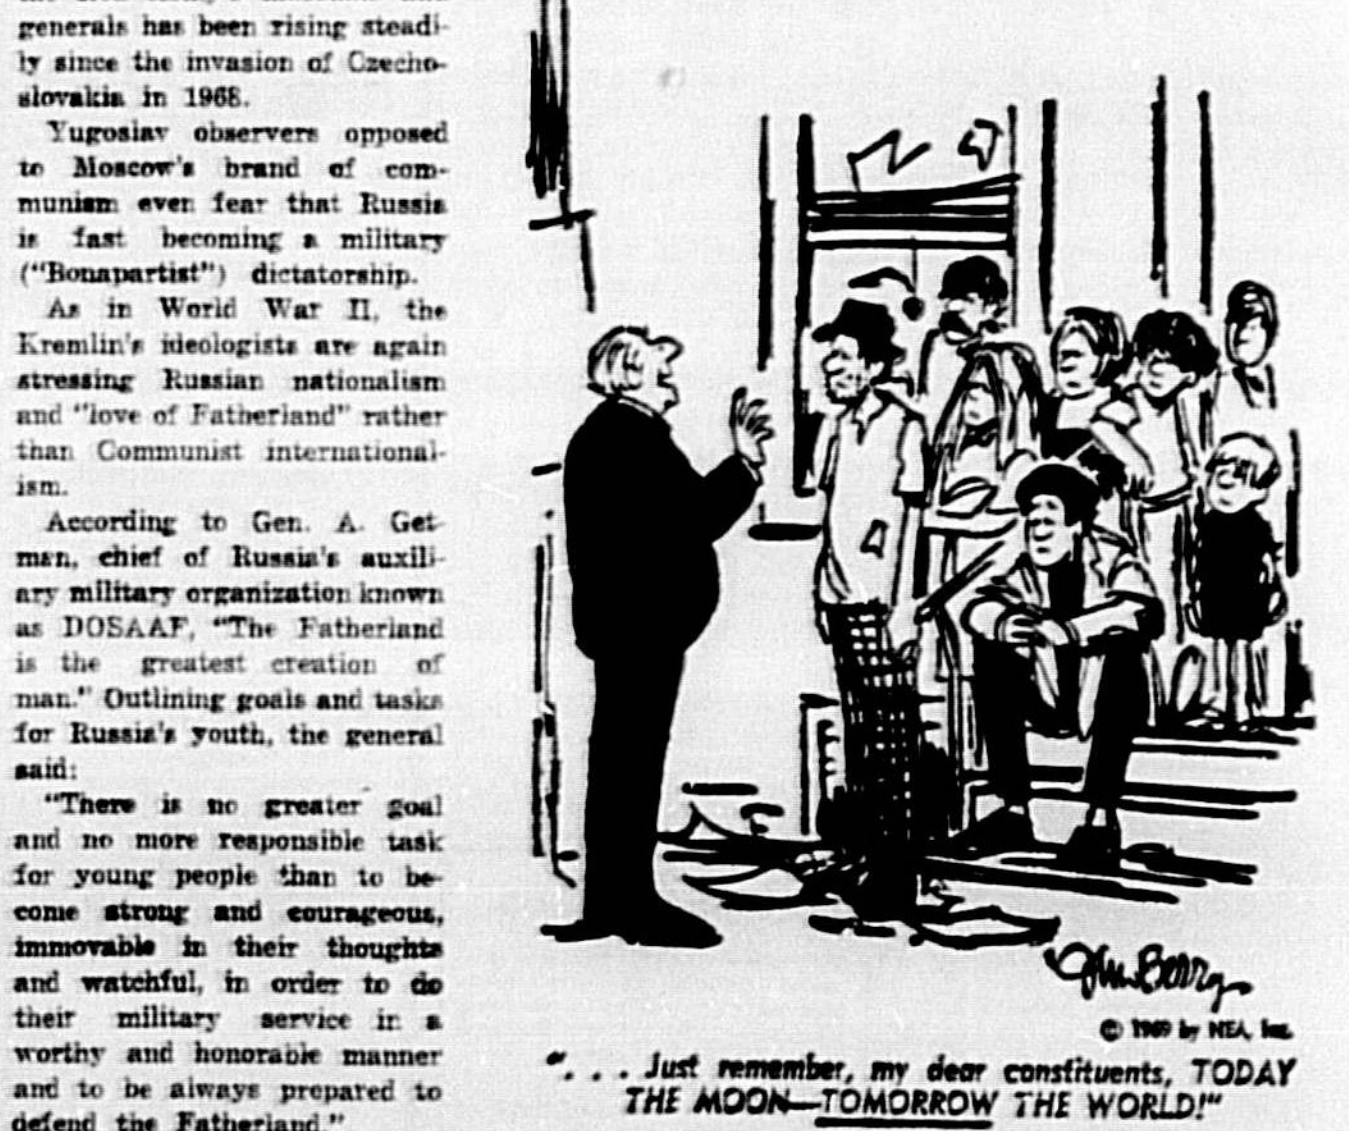 generals has been rising steadi-
ly since the invasion of Czecho-
slovakia in 1968.
Yugoslav observers opposed
to Moscow's brand of com-
munism even fear that Russia
is fast becoming a military
("Bonapartist") dictatorship.
As in World War II, the
Kremlin's ideologists are again
stressing Russian nationalism
and "love of Fatherland" rather
than Communist international-
ism.
According to Gen. A. Get-
man, chief of Russia's auxili-
ary military organization known
as DOSAAF, "The Fatherland
is the greatest creation of
man." Outlining goals and tasks
for Russia's youth, the general
said:
"There is no greater goal
and no more responsible task
for young people than to be-
come strong and courageous,
immovable in their thoughts
and watchful, in order to do
their military service in a
worthy and honorable manner
and to be always prepared to
defend the Fatherland."
Jim Berry
© 1969 by NEA, Inc.
". . . Just remember, my dear constituents, TODAY
THE MOON—TOMORROW THE WORLD!"